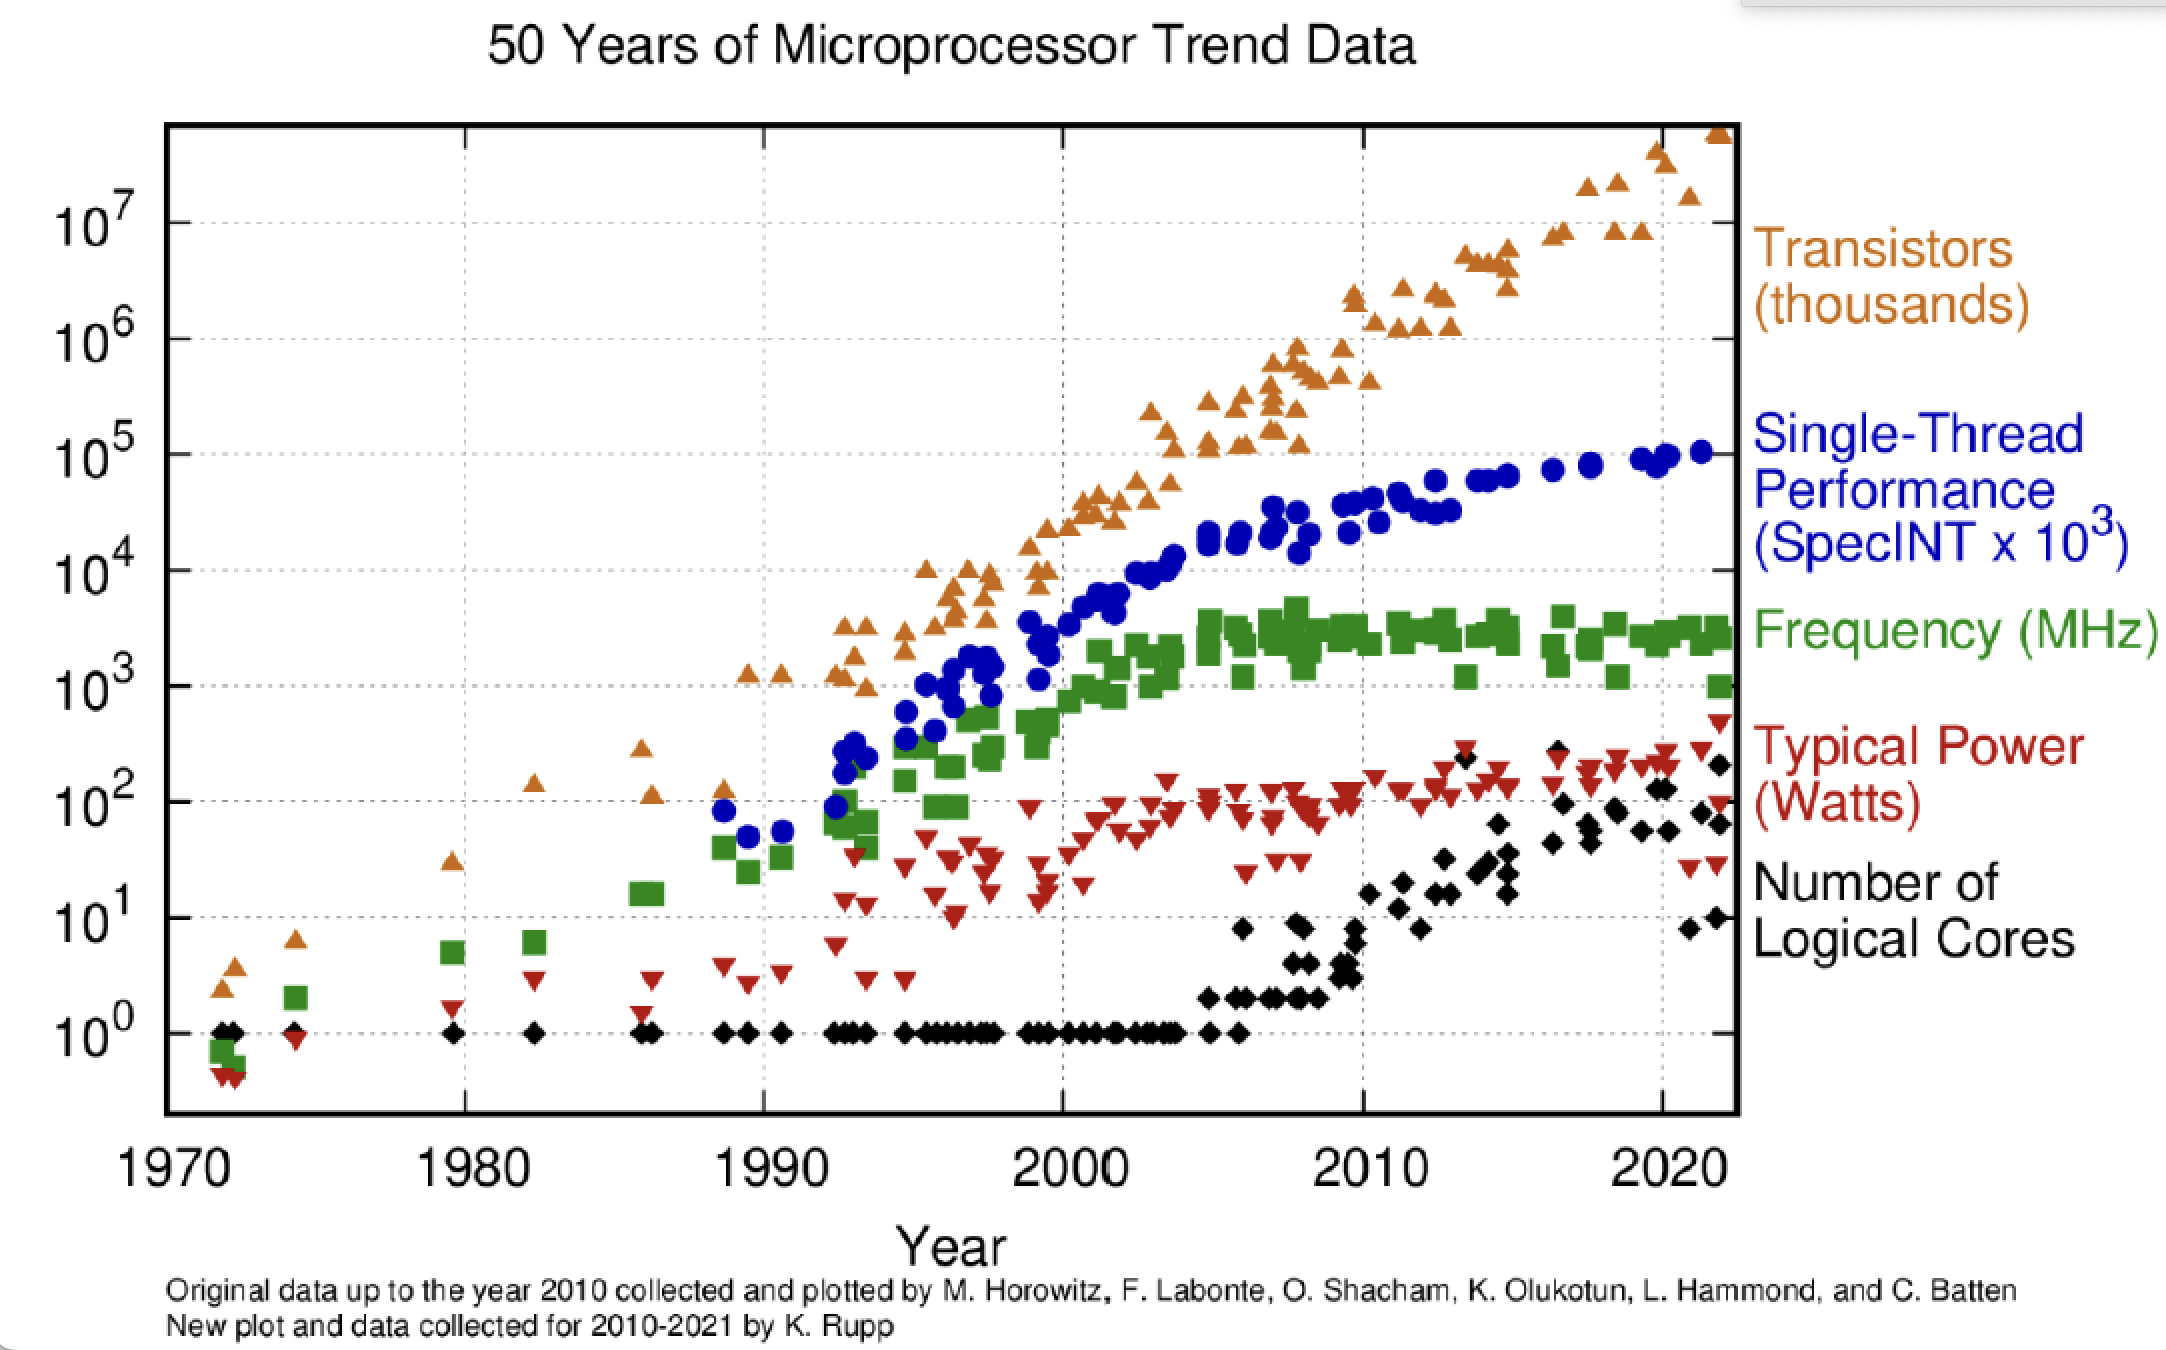 50 Years of Microprocessor Trend Data
10^7
10^6
10^5
10^4
10^3
10^2
10^1
10^0
Transistors
(thousands)
Single-Thread
Performance
(SpecINT x 10^3)
Frequency (MHz)
Typical Power
(Watts)
Number of
Logical Cores
1970 1980 1990 2000 2010 2020
Year
Original data up to the year 2010 collected and plotted by M. Horowitz, F. Labonte, O. Shacham, K. Olukotun, L. Hammond, and C. Batten
New plot and data collected for 2010-2021 by K. Rupp